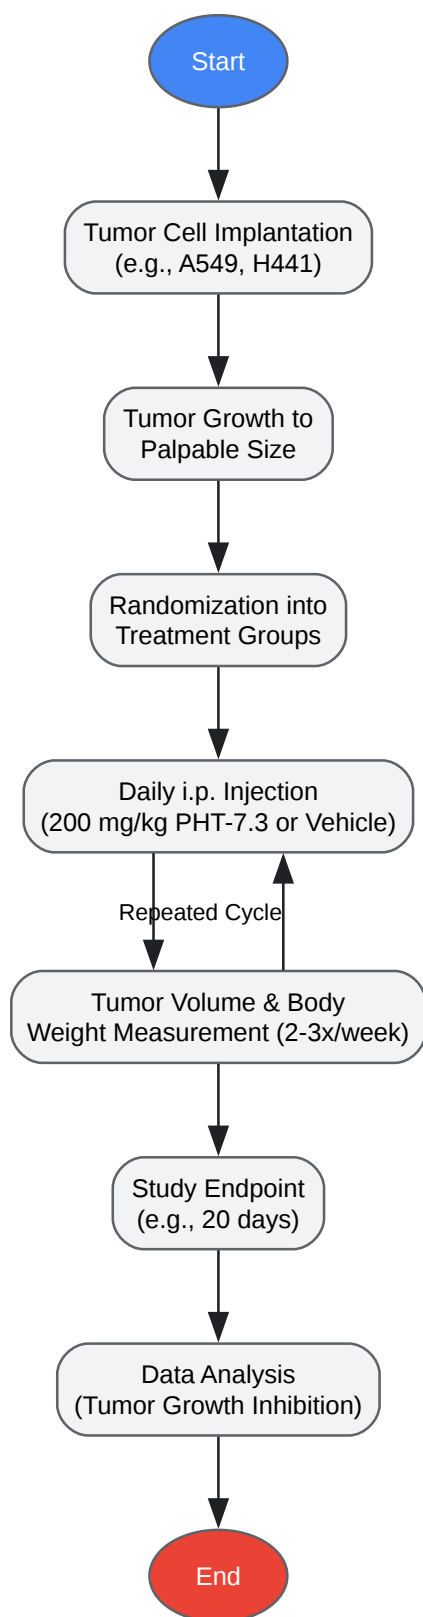 Start
Tumor Cell Implantation
(e.g., A549, H441)
Tumor Growth to
Palpable Size
Randomization into
Treatment Groups
Daily i.p. Injection
(200 mg/kg PHT-7.3 or Vehicle)
Repeated Cycle
Tumor Volume & Body
Weight Measurement (2-3x/week)
Study Endpoint
(e.g., 20 days)
Data Analysis
(Tumor Growth Inhibition)
End